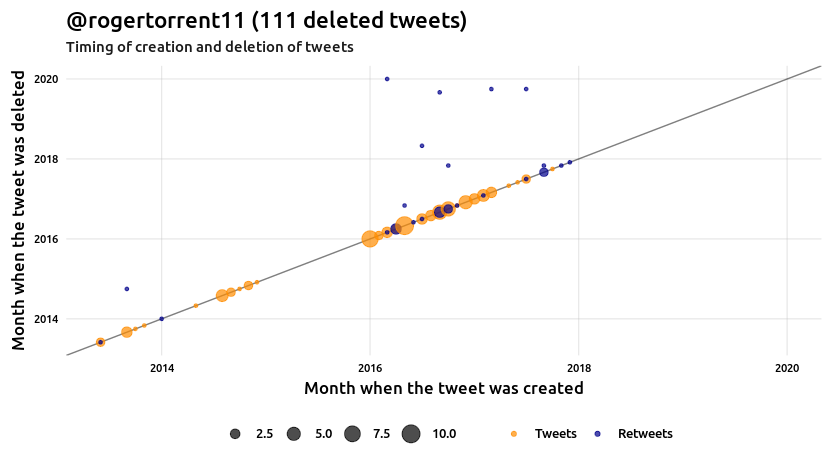 @rogertorrent11 (111 deleted tweets)
Timing of creation and deletion of tweets
Month when the tweet was deleted
2020
2018
2016
2014
2014 2016 2018 2020
Month when the tweet was created
2.5 5.0 7.5 10.0 Tweets Retweets